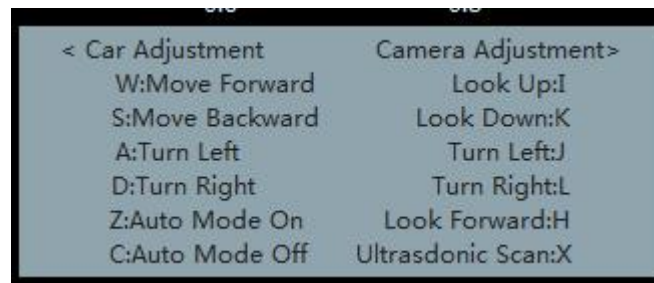 < Car Adjustment
Camera Adjustment>
W:Move Forward
Look Up:I
S:Move Backward
Look Down:K
A:Turn Left
Turn Left:J
D:Turn Right
Turn Right:L
Z:Auto Mode On
Look Forward:H
C:Auto Mode Off
Ultrasdonic Scan:X